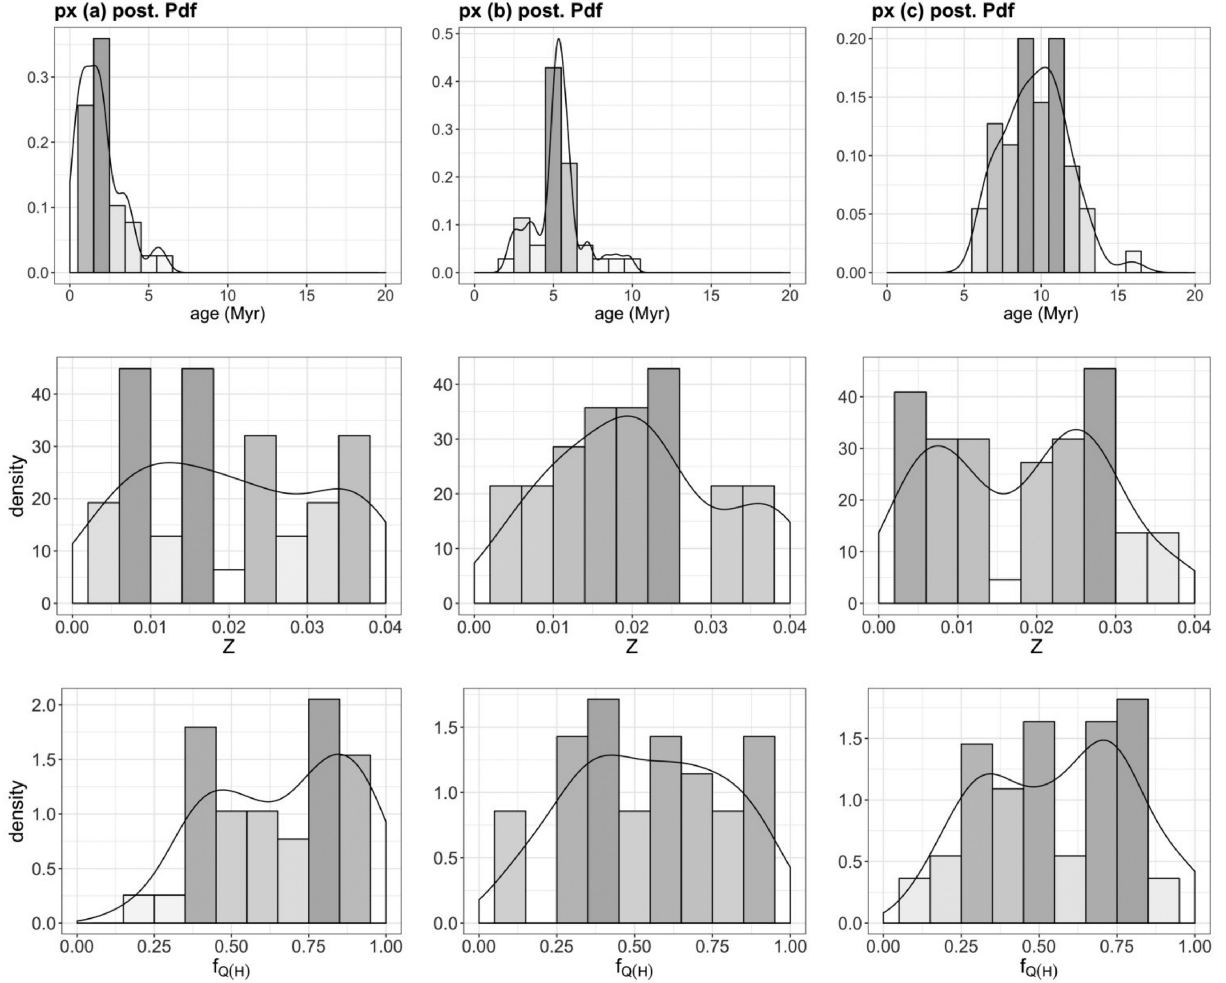 px (a) post. Pdf
px (b) post. Pdf
px (c) post. Pdf
0.3
0.2
0.1
0.0
0 5 10 15 20
age (Myr)
0.5
0.4
0.3
0.2
0.1
0.0
0 5 10 15 20
age (Myr)
0.20
0.15
0.10
0.05
0.00
0 5 10 15 20
age (Myr)
density
40
30
20
10
0
0.00 0.01 0.02 0.03 0.04
Z
40
30
20
10
0
0.00 0.01 0.02 0.03 0.04
Z
40
30
20
10
0
0.00 0.01 0.02 0.03 0.04
Z
density
2.0
1.5
1.0
0.5
0.0
0.00 0.25 0.50 0.75 1.00
fQ(H)
1.5
1.0
0.5
0.0
0.00 0.25 0.50 0.75 1.00
fQ(H)
1.5
1.0
0.5
0.0
0.00 0.25 0.50 0.75 1.00
fQ(H)